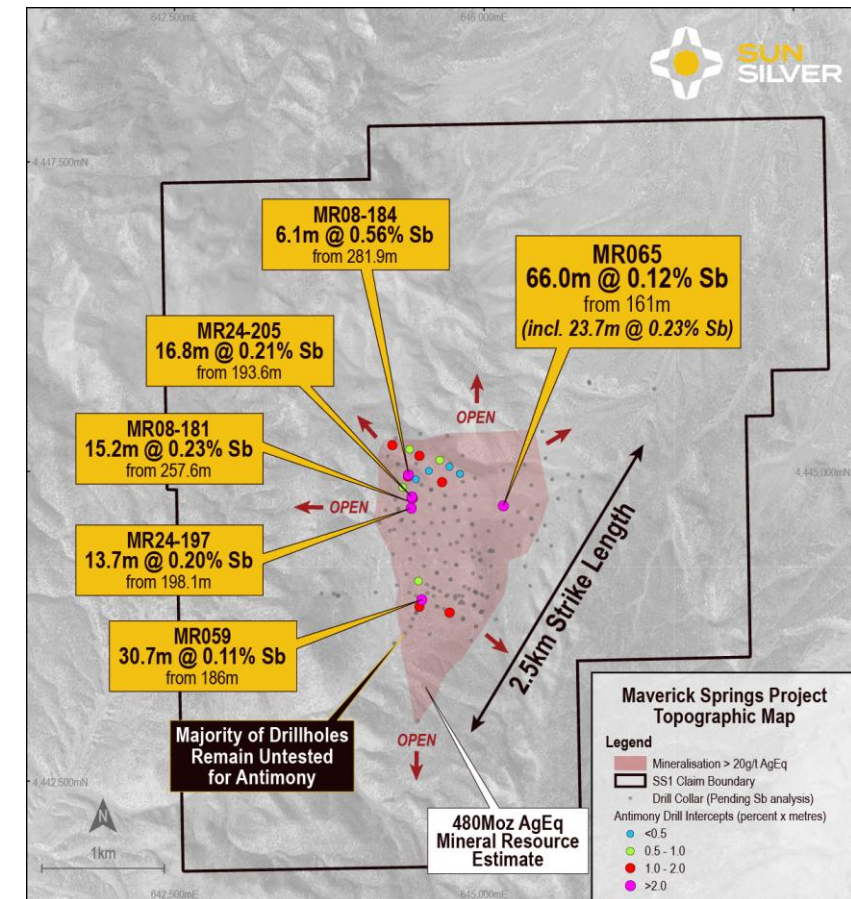 642,500mE
645,000mE
SUN
SILVER
4,447,500mN
MR08-184
6.1m @ 0.56% Sb
from 281.9m
MR065
66.0m @ 0.12% Sb
from 161m
(incl. 23.7m @ 0.23% Sb)
MR24-205
16.8m @ 0.21% Sb
from 193.6m
OPEN
MR08-181
15.2m @ 0.23% Sb
from 257.6m
4,445,000mN
OPEN
MR24-197
13.7m @ 0.20% Sb
from 198.1m
2.5km Strike Length
MR059
30.7m @ 0.11% Sb
from 186m
Majority of Drillholes
Remain Untested
for Antimony
OPEN
4,442,500mN
480Moz AgEq
Mineral Resource
Estimate
N
1km
Maverick Springs Project
Topographic Map
Legend
Mineralisation > 20g/t AgEq
SS1 Claim Boundary
Drill Collar (Pending Sb analysis)
Antimony Drill Intercepts (percent x metres)
<0.5
0.5 - 1.0
1.0 - 2.0
>2.0
642,500mE
645,000mE